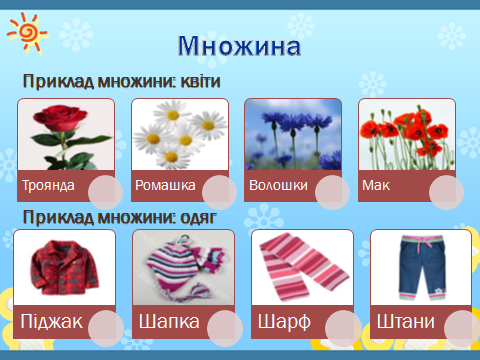 Множина
Приклад множини: квіти
Троянда
Ромашка
Волошки
Мак
Приклад множини: одяг
Піджак
Шапка
Шарф
Штани